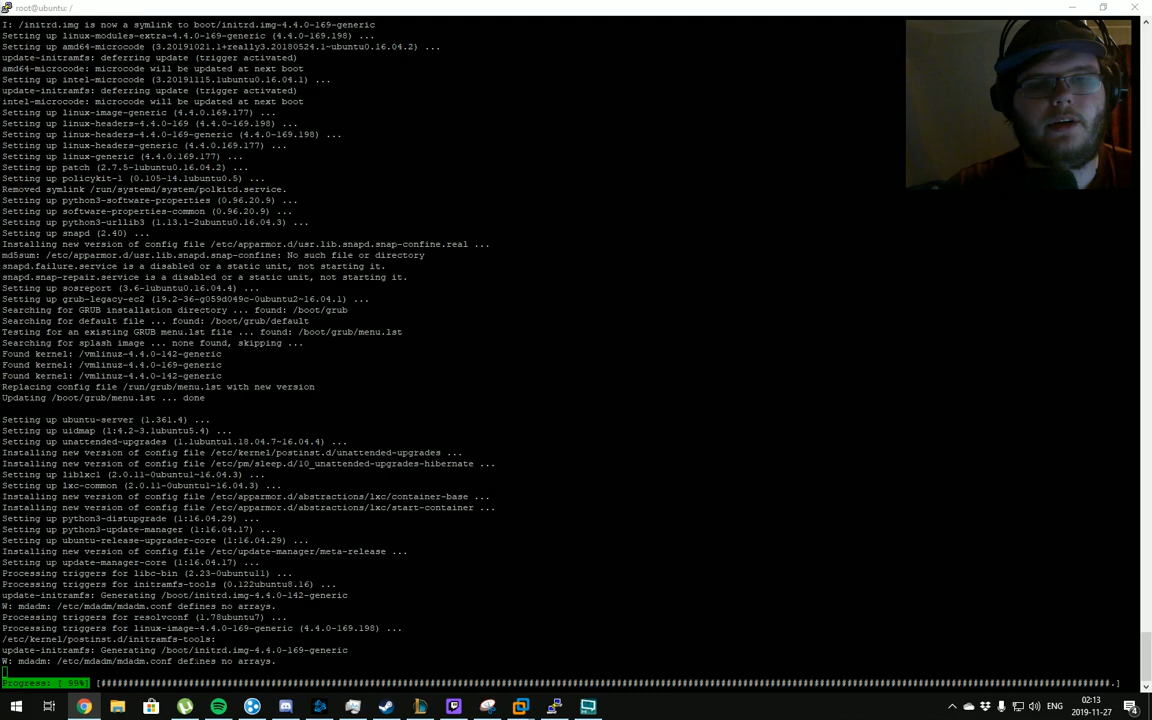 root@ubuntu: /
I: /initrd.img is now a symlink to boot/initrd.img-4.4.0-169-generic
Setting up linux-modules-extra-4.4.0-169-generic (4.4.0-169.198) ...
Setting up amd64-microcode (3.20191021.1+really3.20180524.1~ubuntu0.16.04.2) ...
update-initramfs: deferring update (trigger activated)
amd64-microcode: microcode will be updated at next boot
Setting up intel-microcode (3.20191115.1ubuntu0.16.04.1) ...
update-initramfs: deferring update (trigger activated)
intel-microcode: microcode will be updated at next boot
Setting up linux-image-generic (4.4.0.169.177) ...
Setting up linux-headers-4.4.0-169 (4.4.0-169.198) ...
Setting up linux-headers-4.4.0-169-generic (4.4.0-169.198) ...
Setting up linux-headers-generic (4.4.0.169.177) ...
Setting up linux-generic (4.4.0.169.177) ...
Setting up patch (2.7.5-1ubuntu0.16.04.2) ...
Setting up policykit-1 (0.105-14.1ubuntu0.5) ...
Removed symlink /run/systemd/system/polkitd.service.
Setting up python3-software-properties (0.96.20.9) ...
Setting up software-properties-common (0.96.20.9) ...
Setting up python3-urllib3 (1.13.1-2ubuntu0.16.04.3) ...
Setting up snapd (2.40) ...
Installing new version of config file /etc/apparmor.d/usr.lib.snapd.snap-confine.real ...
md5sum: /etc/apparmor.d/usr.lib.snapd.snap-confine: No such file or directory
snapd.failure.service is a disabled or a static unit, not starting it.
snapd.snap-repair.service is a disabled or a static unit, not starting it.
Setting up sosreport (3.6-1ubuntu0.16.04.4) ...
Setting up grub-legacy-ec2 (19.2-36-g059d049c-0ubuntu2~16.04.1) ...
Searching for GRUB installation directory ... found: /boot/grub
Searching for default file ... found: /boot/grub/default
Testing for an existing GRUB menu.lst file ... found: /boot/grub/menu.lst
Searching for splash image ... none found, skipping ...
Found kernel: /vmlinuz-4.4.0-142-generic
Found kernel: /vmlinuz-4.4.0-169-generic
Found kernel: /vmlinuz-4.4.0-142-generic
Replacing config file /run/grub/menu.lst with new version
Updating /boot/grub/menu.lst ... done
Setting up ubuntu-server (1.361.4) ...
Setting up uidmap (1:4.2-3.1ubuntu5.4) ...
Setting up unattended-upgrades (1.1ubuntu1.18.04.7~16.04.4) ...
Installing new version of config file /etc/kernel/postinst.d/unattended-upgrades ...
Installing new version of config file /etc/pm/sleep.d/10_unattended-upgrades-hibernate ...
Setting up liblxc1 (2.0.11-0ubuntu1~16.04.3) ...
Setting up lxc-common (2.0.11-0ubuntu1~16.04.3) ...
Installing new version of config file /etc/apparmor.d/abstractions/lxc/container-base ...
Installing new version of config file /etc/apparmor.d/abstractions/lxc/start-container ...
Setting up python3-distupgrade (1:16.04.29) ...
Setting up python3-update-manager (1:16.04.17) ...
Setting up ubuntu-release-upgrader-core (1:16.04.29) ...
Installing new version of config file /etc/update-manager/meta-release ...
Setting up update-manager-core (1:16.04.17) ...
Processing triggers for libc-bin (2.23-0ubuntu11) ...
Processing triggers for initramfs-tools (0.122ubuntu8.16) ...
update-initramfs: Generating /boot/initrd.img-4.4.0-142-generic
W: mdadm: /etc/mdadm/mdadm.conf defines no arrays.
Processing triggers for resolvconf (1.78ubuntu7) ...
Processing triggers for linux-image-4.4.0-169-generic (4.4.0-169.198) ...
/etc/kernel/postinst.d/initramfs-tools:
update-initramfs: Generating /boot/initrd.img-4.4.0-169-generic
W: mdadm: /etc/mdadm/mdadm.conf defines no arrays.
Progress: [ 99%]
ENG
02:13
2019-11-27
4